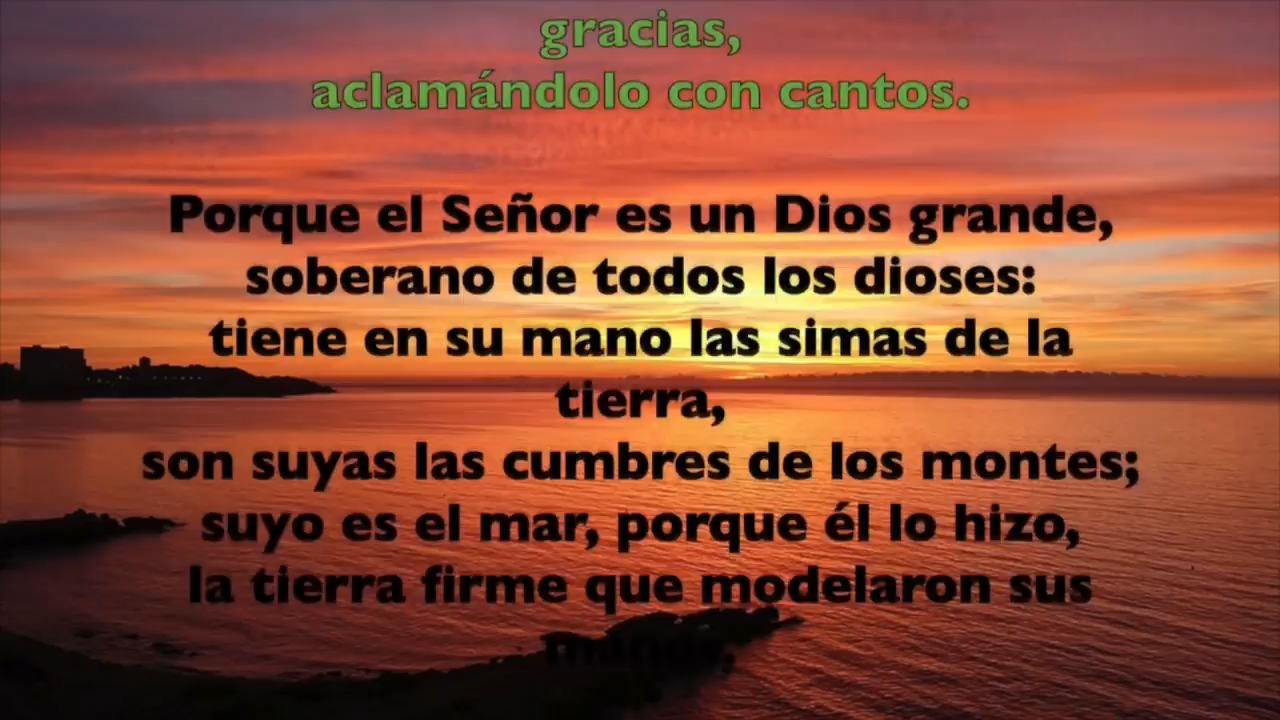 gracias,
aclamándolo con cantos.
Porque el Señor es un Dios grande,
soberano de todos los dioses:
tiene en su mano las simas de la
tierra,
son suyas las cumbres de los montes;
suyo es el mar, porque él lo hizo,
la tierra firme que modelaron sus
manos.